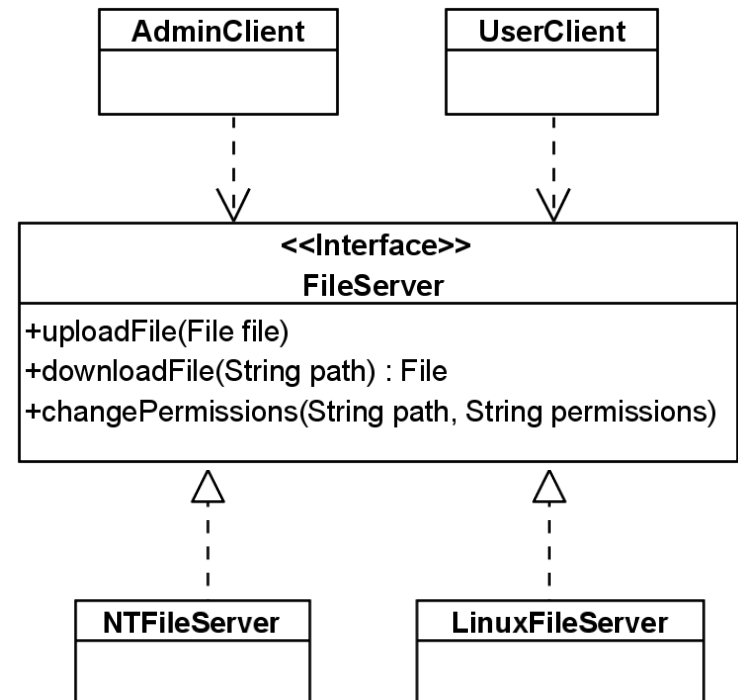 AdminClient
UserClient
<<Interface>>
FileServer
+uploadFile(File file)
+downloadFile(String path) : File
+changePermissions(String path, String permissions)
NTFileServer
LinuxFileServer